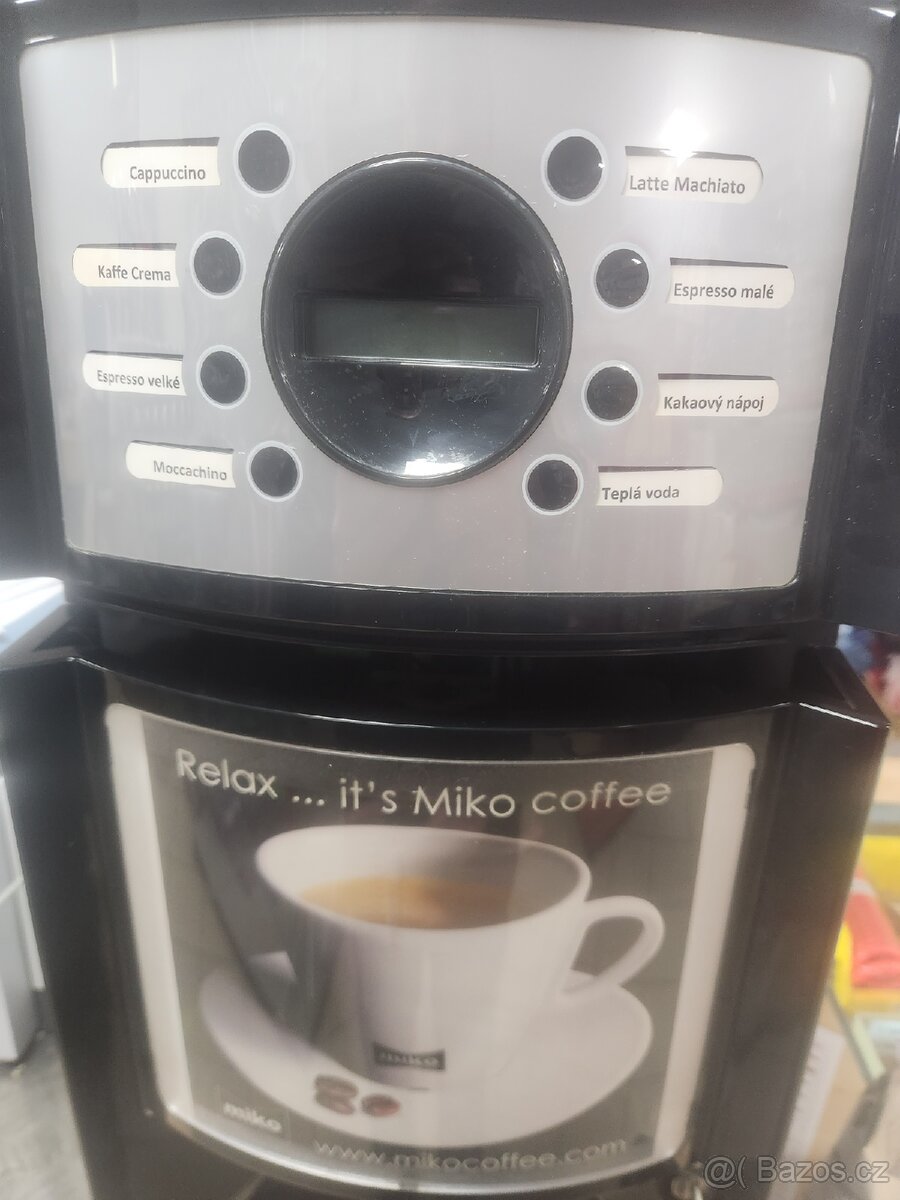 Cappuccino
Latte Machiato
Kaffe Crema
Espresso malé
Espresso velké
Kakaový nápoj
Moccachino
Teplá voda
Relax ... it's Miko coffee
miko
miko
www.mikocoffee.com
@( Bazos.cz